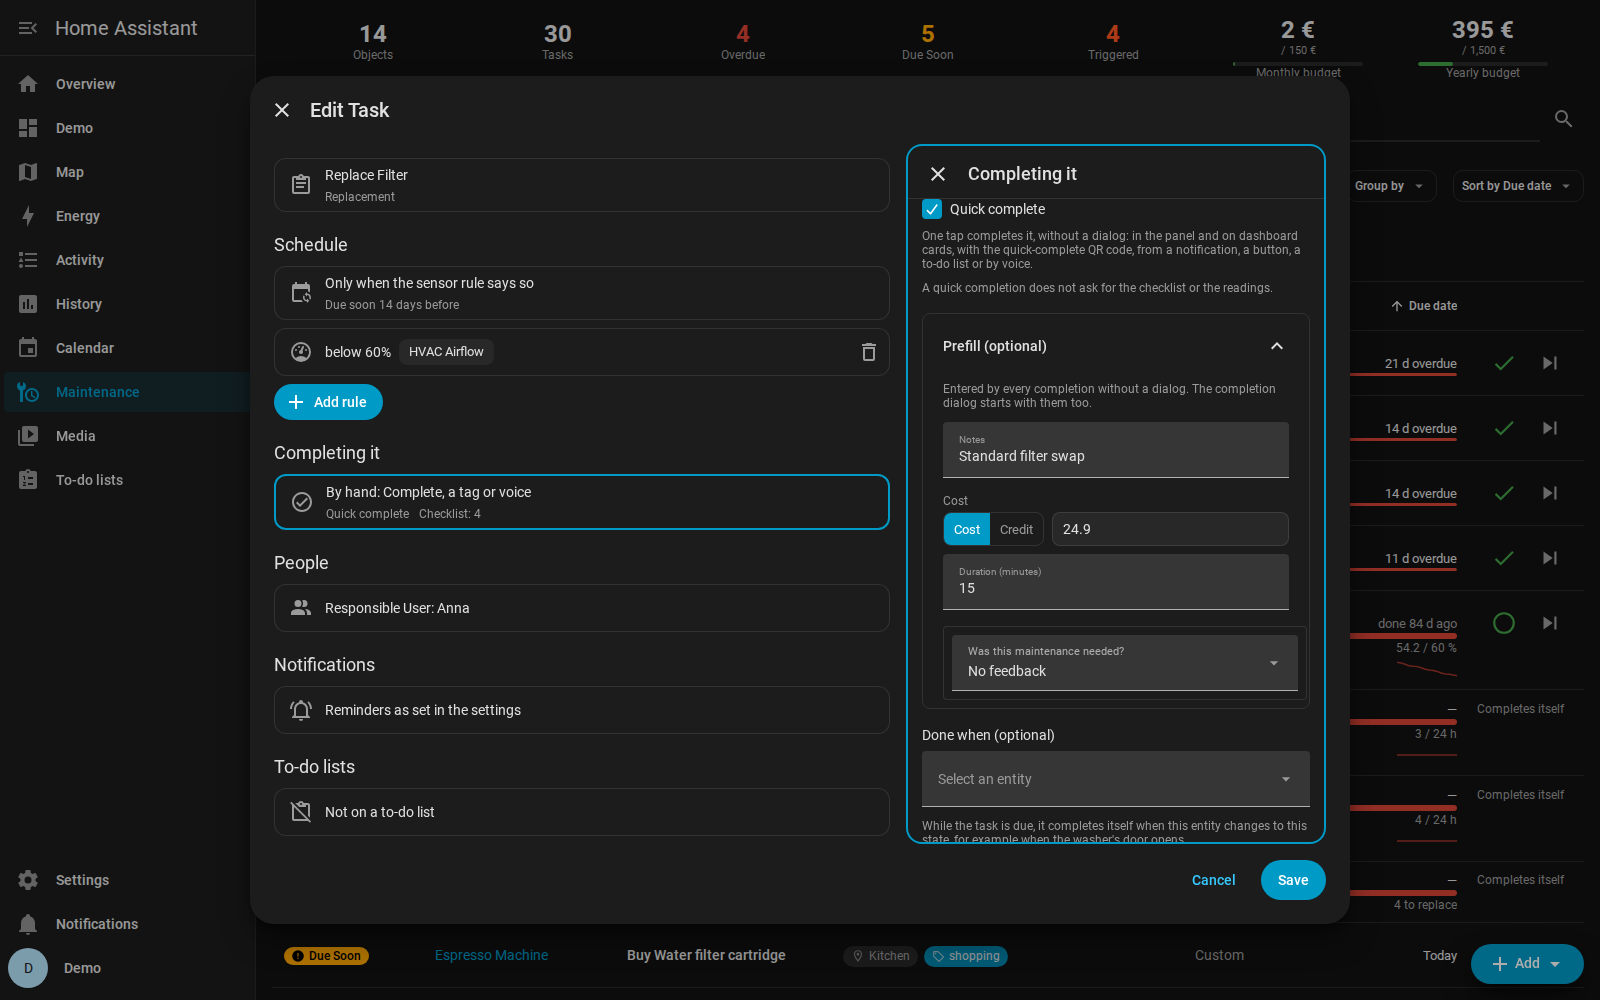 Home Assistant
Overview
Demo
Map
Energy
Activity
History
Calendar
Maintenance
Media
To-do lists
Settings
Notifications
D
Demo
14
Objects
30
Tasks
4
Overdue
5
Due Soon
4
Triggered
2 €
/ 150 €
Monthly budget
395 €
/ 1,500 €
Yearly budget
Group by
Sort by Due date
Due date
21 d overdue
14 d overdue
14 d overdue
11 d overdue
done 84 d ago
54.2 / 60 %
—
Completes itself
3 / 24 h
—
Completes itself
4 / 24 h
—
Completes itself
4 to replace
Edit Task
Replace Filter
Replacement
Schedule
Only when the sensor rule says so
Due soon 14 days before
below 60% HVAC Airflow
Add rule
Completing it
By hand: Complete, a tag or voice
Quick complete Checklist: 4
People
Responsible User: Anna
Notifications
Reminders as set in the settings
To-do lists
Not on a to-do list
Completing it
Quick complete
One tap completes it, without a dialog: in the panel and on dashboard
cards, with the quick-complete QR code, from a notification, a button, a
to-do list or by voice.
A quick completion does not ask for the checklist or the readings.
Prefill (optional)
Entered by every completion without a dialog. The completion
dialog starts with them too.
Notes
Standard filter swap
Cost
Cost Credit 24.9
Duration (minutes)
15
Was this maintenance needed?
No feedback
Done when (optional)
Select an entity
While the task is due, it completes itself when this entity changes to this
state, for example when the washer's door opens.
Cancel
Save
Due Soon
Espresso Machine
Buy Water filter cartridge
Kitchen
shopping
Custom
Today
Add